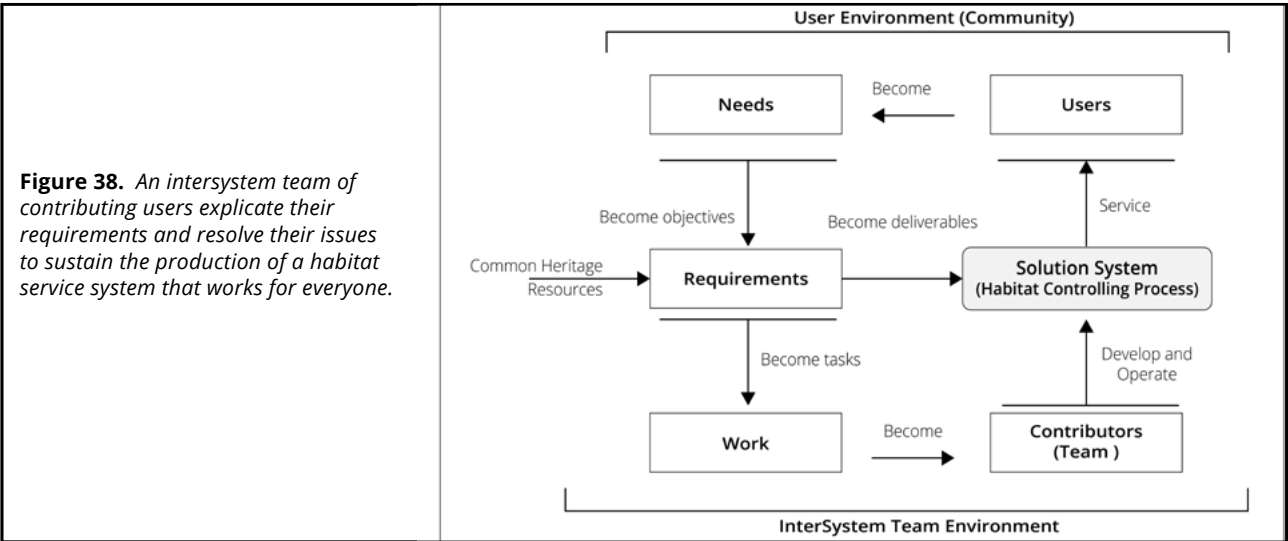 Figure 38. An intersystem team of
contributing users explicate their
requirements and resolve their issues
to sustain the production of a habitat
service system that works for everyone.
User Environment (Community)
Needs
Become
Users
Become objectives
Become deliverables
Service
Common Heritage
Resources
Requirements
Solution System
(Habitat Controlling Process)
Become tasks
Develop and
Operate
Work
Become
Contributors
(Team )
InterSystem Team Environment